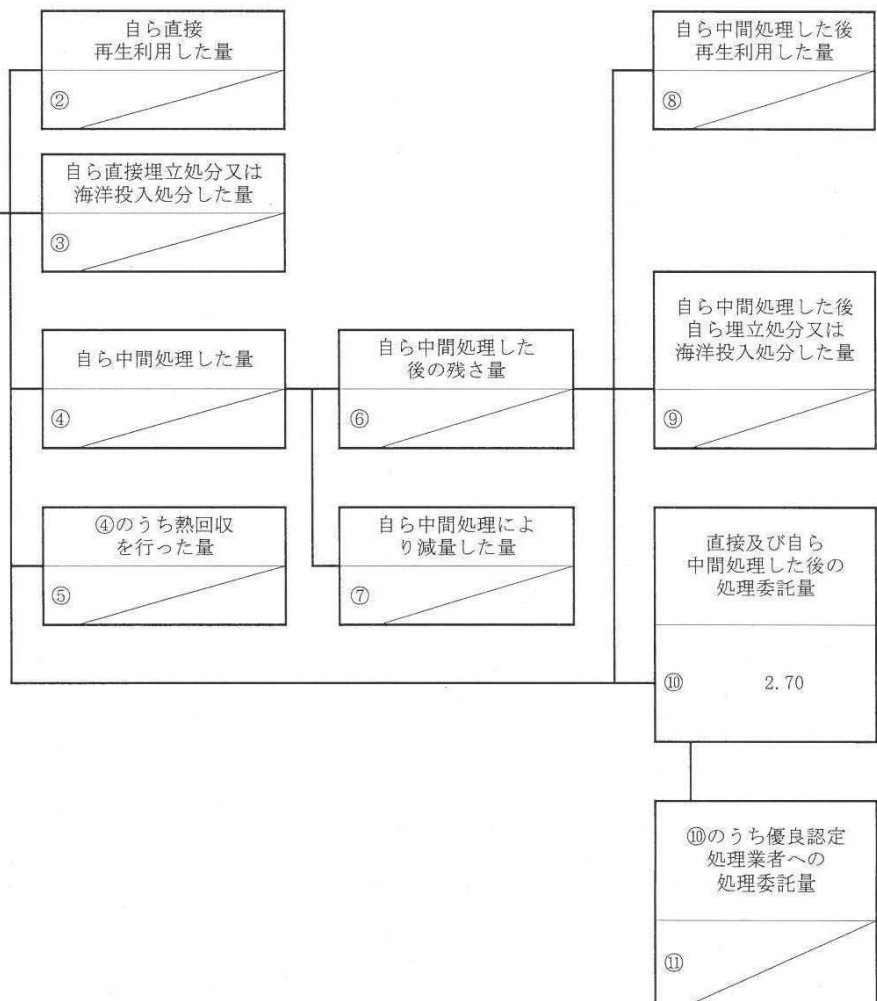 自ら直接
再生利用した量
②
自ら直接埋立処分又は
海洋投入処分した量
③
自ら中間処理した量
④
④のうち熱回収
を行った量
⑤
自ら中間処理した
後の残さ量
⑥
自ら中間処理によ
り減量した量
⑦
自ら中間処理した後
再生利用した量
⑧
自ら中間処理した後
自ら埋立処分又は
海洋投入処分した量
⑨
直接及び自ら
中間処理した後の
処理委託量
⑩ 2.70
⑩のうち優良認定
処理業者への
処理委託量
⑪